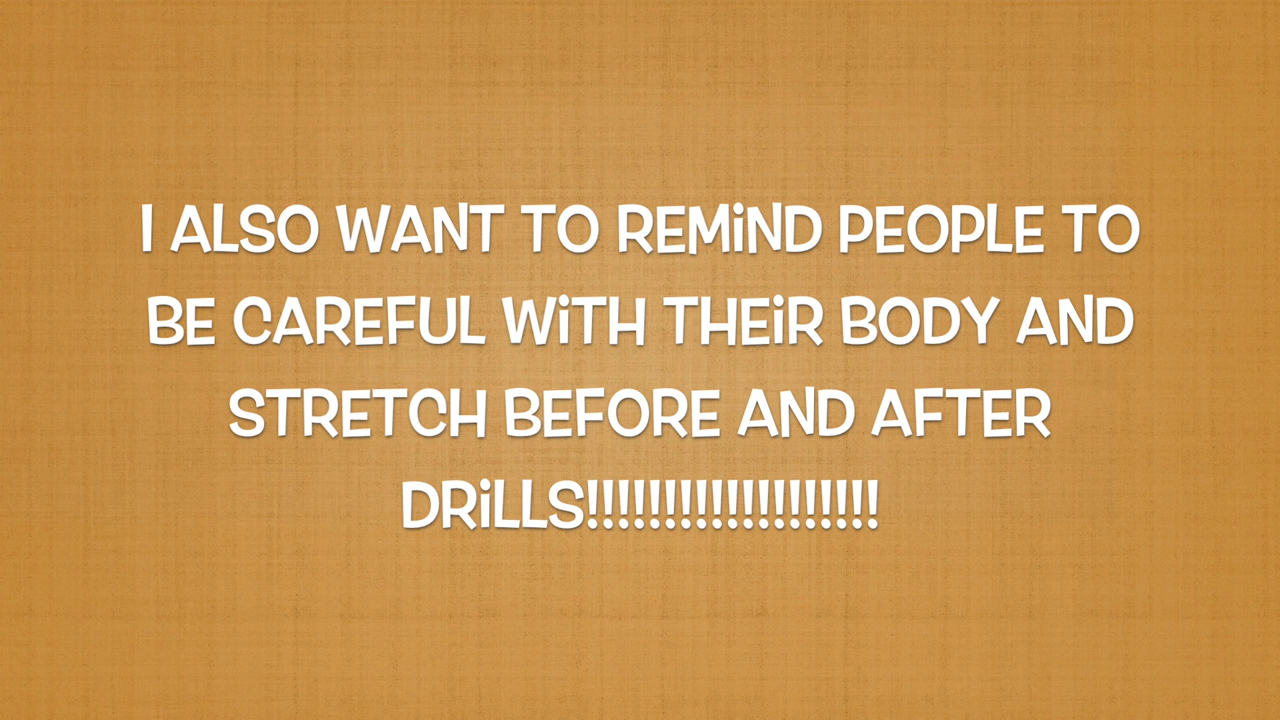 I ALSO WANT TO REMiND PEOPLE TO
BE CAREFUL WiTH THEiR BODY AND
STRETCH BEFORE AND AFTER
DRiLLS!!!!!!!!!!!!!!!!!!!